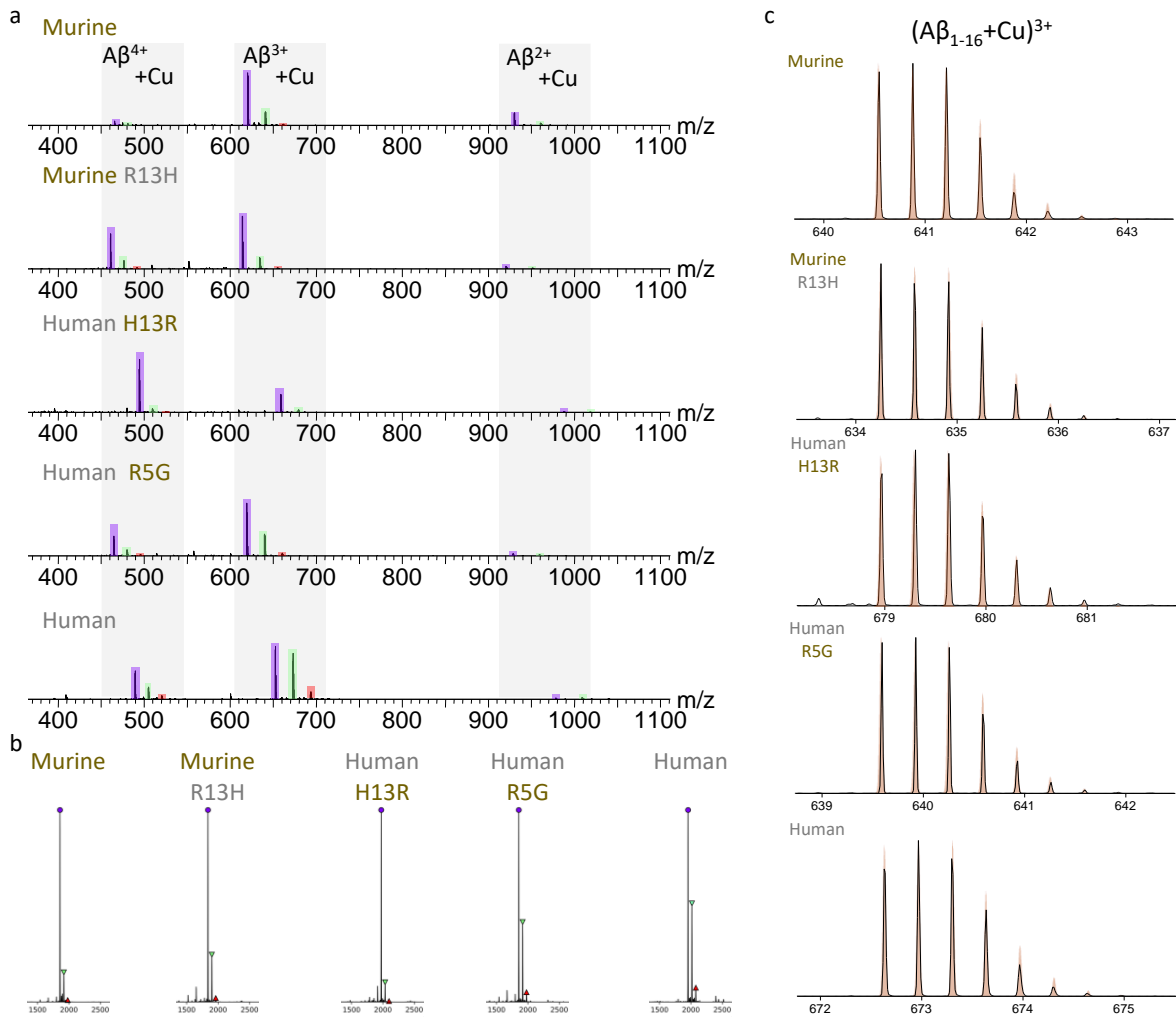 a
Murine
Aβ4+
+Cu
Aβ3+
+Cu
Aβ2+
+Cu
400 500 600 700 800 900 1000 1100 m/z
Murine R13H
400 500 600 700 800 900 1000 1100 m/z
Human H13R
400 500 600 700 800 900 1000 1100 m/z
Human R5G
400 500 600 700 800 900 1000 1100 m/z
Human
400 500 600 700 800 900 1000 1100 m/z
b
Murine
1500 2000 2500
Murine
R13H
1500 2000 2500
Human
H13R
1500 2000 2500
Human
R5G
1500 2000 2500
Human
1500 2000 2500
c
(Aβ1-16+Cu)3+
Murine
640 641 642 643
Murine
R13H
634 635 636 637
Human
H13R
679 680 681
Human
R5G
639 640 641 642
Human
672 673 674 675